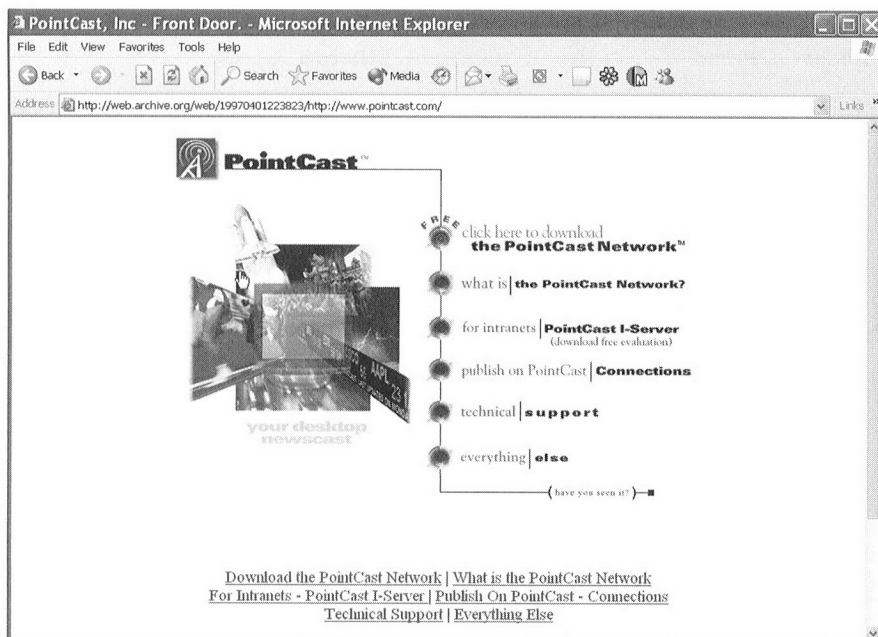 PointCast, Inc - Front Door. - Microsoft Internet Explorer
File Edit View Favorites Tools Help
Back Search Favorites Media
Address http://web.archive.org/web/19970401223823/http://www.pointcast.com/ Links »
PointCast™
FREE
click here to download
the PointCast Network™
what is | the PointCast Network?
for intranets | PointCast I-Server
(download free evaluation)
publish on PointCast | Connections
technical | support
everything | else
(have you seen it?)
AAPL
23
your desktop
newscast
Download the PointCast Network | What is the PointCast Network
For Intranets - PointCast I-Server | Publish On PointCast - Connections
Technical Support | Everything Else